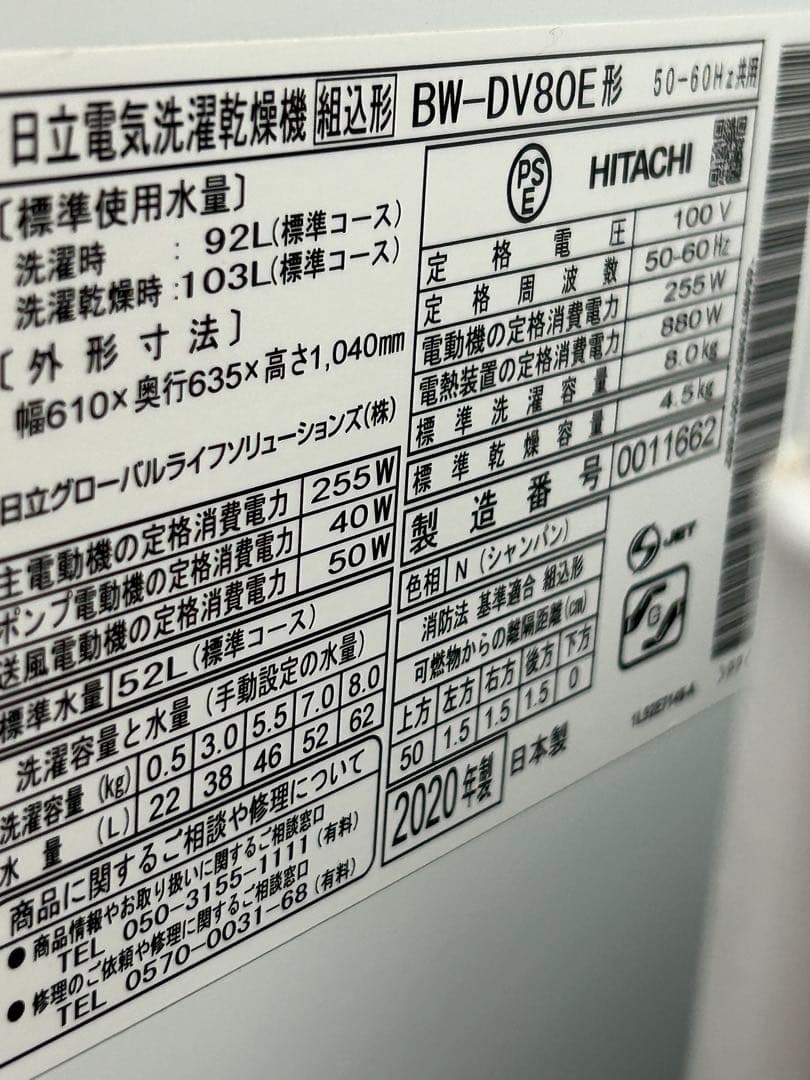 日立電気洗濯乾燥機 組込形 BW-DV80E形 50-60Hz共用
〔標準使用水量〕
洗濯時 : 92L(標準コース)
洗濯乾燥時:103L(標準コース)
〔外形寸法〕
幅610×奥行635×高さ1,040mm
日立グローバルライフソリューションズ(株)
主電動機の定格消費電力 255W
ポンプ電動機の定格消費電力 40W
送風電動機の定格消費電力 50W
標準水量 52L(標準コース)
洗濯容量と水量(手動設定の水量)
洗濯容量(kg) 0.5 3.0 5.5 7.0 8.0
水量(L) 22 38 46 52 62
商品に関するご相談や修理について
●商品情報やお取り扱いに関するご相談窓口
TEL 050-3155-1111(有料)
●修理のご依頼や修理に関するご相談窓口
TEL 0570-0031-68(有料)
PSE HITACHI
定格電圧 100V
定格周波数 50-60Hz
電動機の定格消費電力 255W
電熱装置の定格消費電力 880W
標準洗濯容量 8.0kg
標準乾燥容量 4.5kg
製造番号 0011662
色相 N(シャンパン)
消防法 基準適合 組込形
可燃物からの離隔距離(cm)
上方 左方 右方 後方 下方
50 1.5 1.5 1.5 0
2020年製 日本製
JET